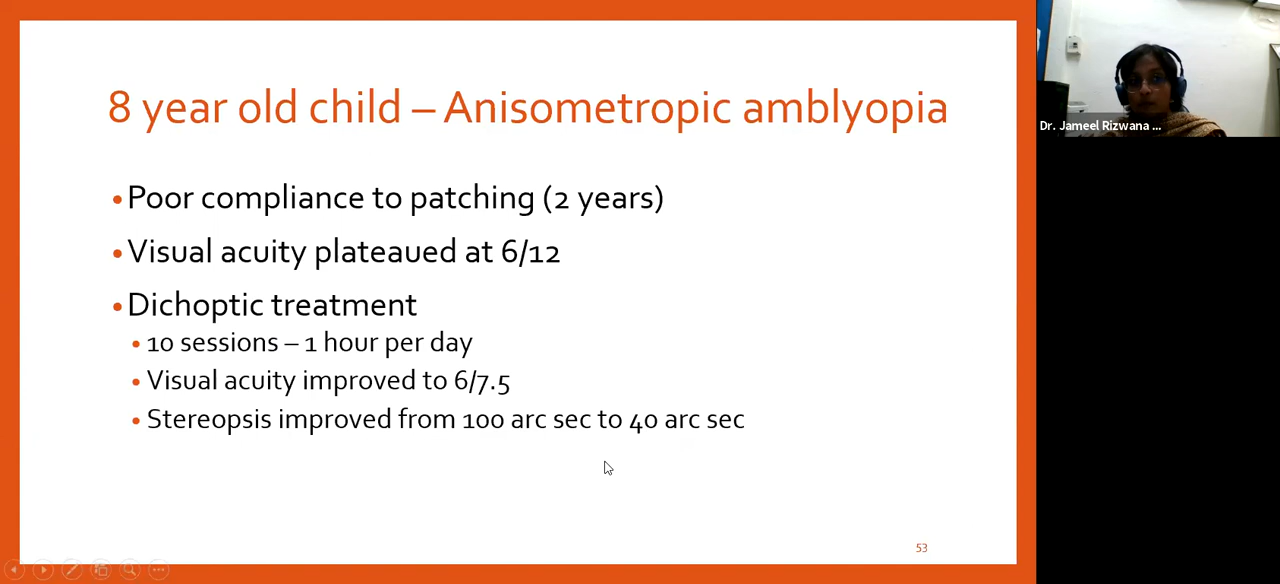 8 year old child – Anisometropic amblyopia
•Poor compliance to patching (2 years)
•Visual acuity plateaued at 6/12
•Dichoptic treatment
•10 sessions – 1 hour per day
•Visual acuity improved to 6/7.5
•Stereopsis improved from 100 arc sec to 40 arc sec
53
Dr. Jameel Rizwana ...